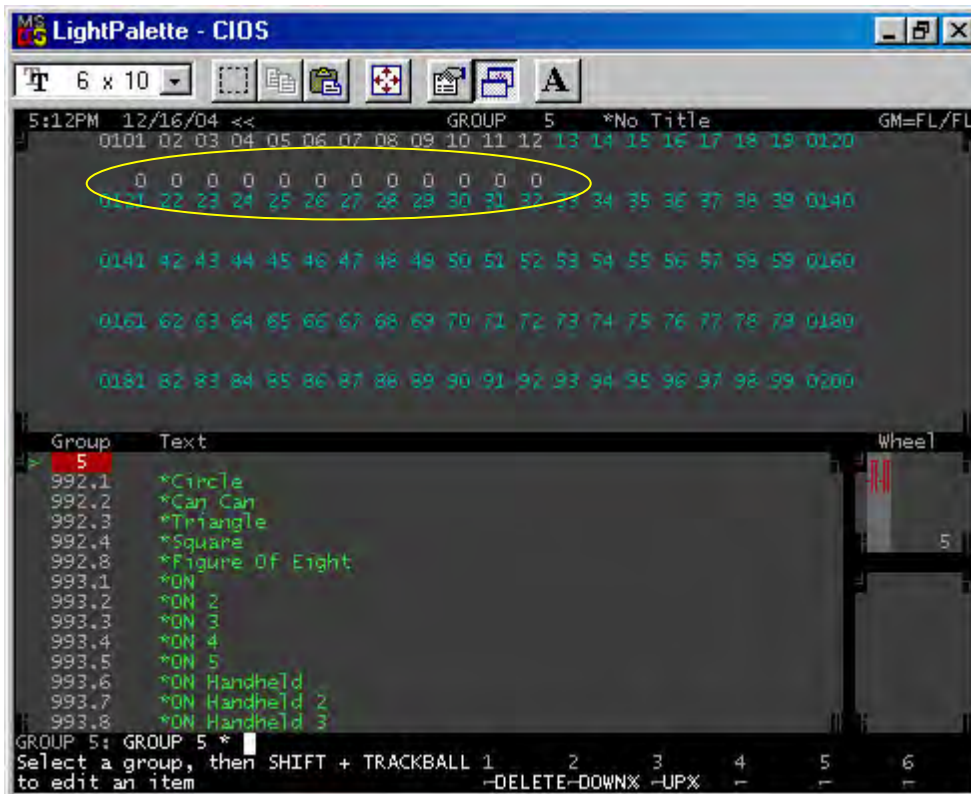 LightPalette - CIOS
6 x 10
A
5:12PM 12/16/04 << GROUP 5 *No Title GM=FL/FL
0101 02 03 04 05 06 07 08 09 10 11 12 13 14 15 16 17 18 19 0120
0 0 0 0 0 0 0 0 0 0 0 0
0121 22 23 24 25 26 27 28 29 30 31 32 33 34 35 36 37 38 39 0140
0141 42 43 44 45 46 47 48 49 50 51 52 53 54 55 56 57 58 59 0160
0161 62 63 64 65 66 67 68 69 70 71 72 73 74 75 76 77 78 79 0180
0181 82 83 84 85 86 87 88 89 90 91 92 93 94 95 96 97 98 99 0200
Group Text Wheel
> 5
992.1 *Circle
992.2 *Can Can
992.3 *Triangle
992.4 *Square 5
992.8 *Figure Of Eight
993.1 *ON
993.2 *ON 2
993.3 *ON 3
993.4 *ON 4
993.5 *ON 5
993.6 *ON Handheld
993.7 *ON Handheld 2
993.8 *ON Handheld 3
GROUP 5: GROUP 5 *
Select a group, then SHIFT + TRACKBALL 1 2 3 4 5 6
to edit an item DELETE DOWN% UP%